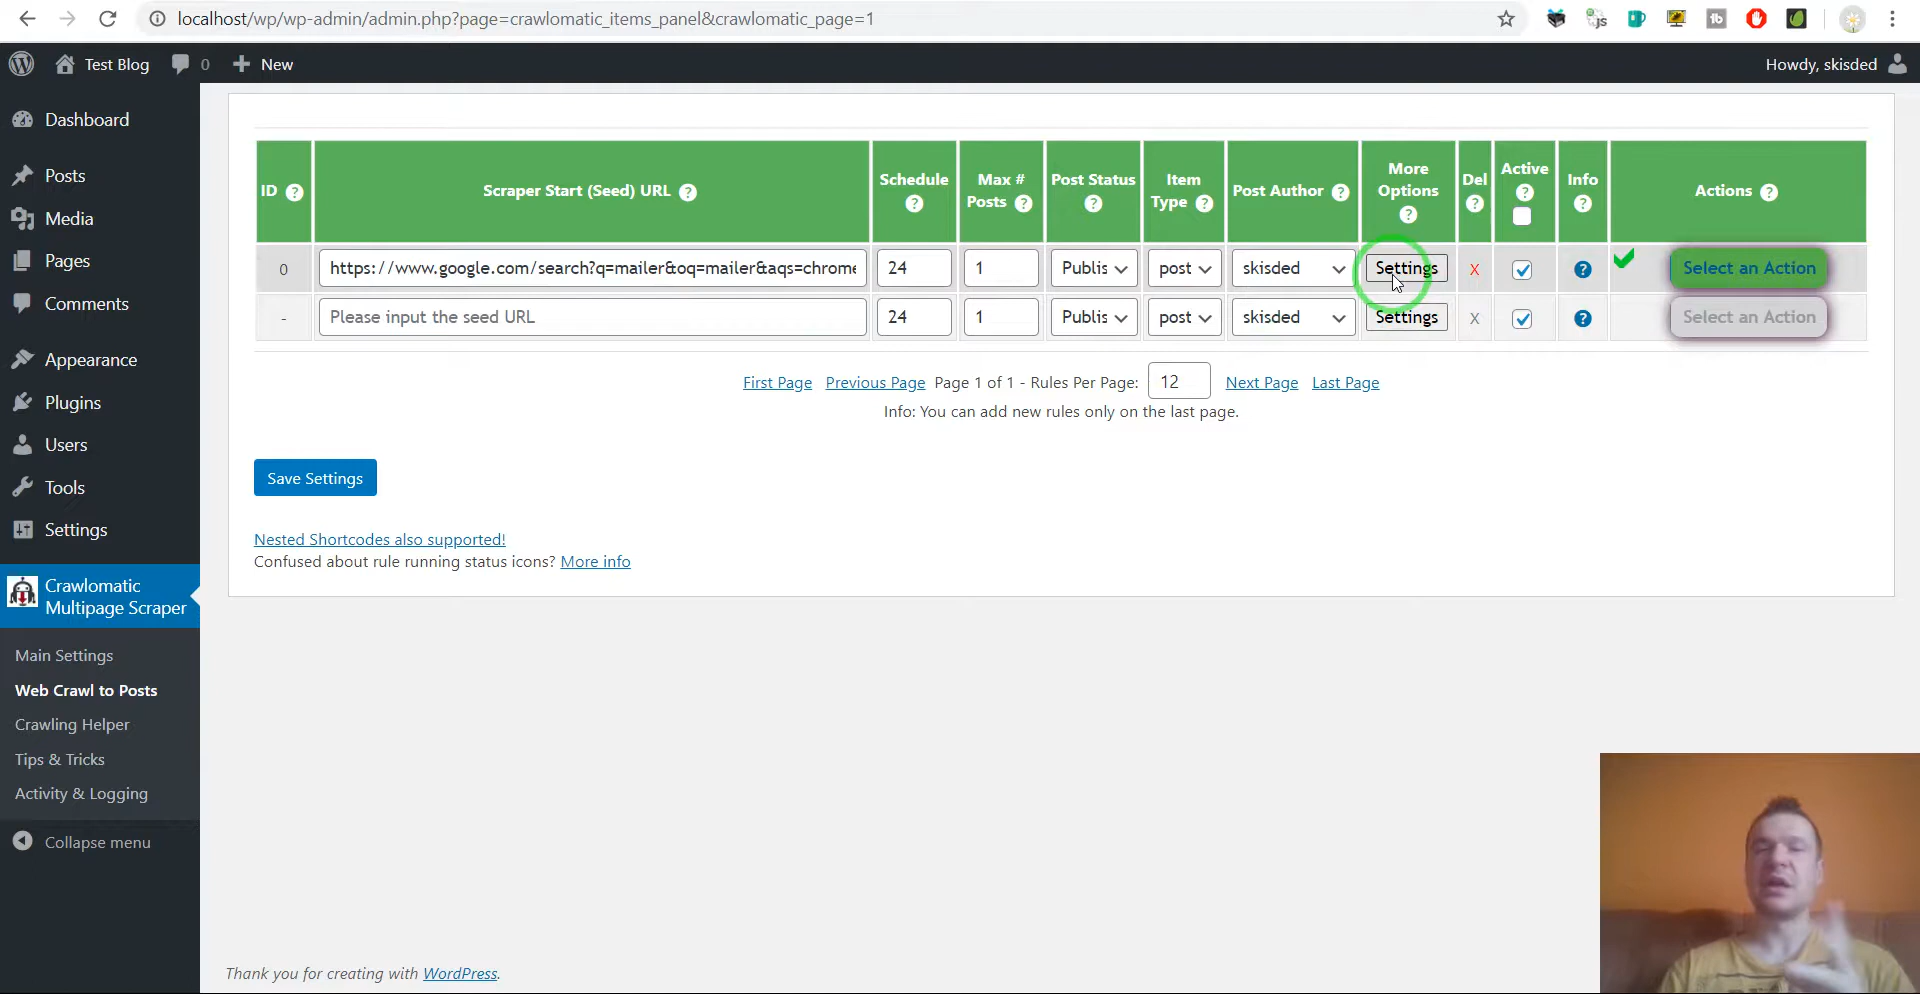 localhost/wp/wp-admin/admin.php?page=crawlomatic_items_panel&crawlomatic_page=1
Test Blog 0 New Howdy, skisded
Dashboard
Posts
Media
Pages
Comments
Appearance
Plugins
Users
Tools
Settings
Crawlomatic
Multipage Scraper
Main Settings
Web Crawl to Posts
Crawling Helper
Tips & Tricks
Activity & Logging
Collapse menu
ID ? Scraper Start (Seed) URL ? Schedule ? Max # Posts ? Post Status ? Item Type ? Post Author ? More Options ? Del ? Active ? Info ? Actions ?
0 https://www.google.com/search?q=mailer&oq=mailer&aqs=chrome 24 1 Publis post skisded Settings X ? Select an Action
- Please input the seed URL 24 1 Publis post skisded Settings X ? Select an Action
First Page Previous Page Page 1 of 1 - Rules Per Page: 12 Next Page Last Page
Info: You can add new rules only on the last page.
Save Settings
Nested Shortcodes also supported!
Confused about rule running status icons? More info
Thank you for creating with WordPress.